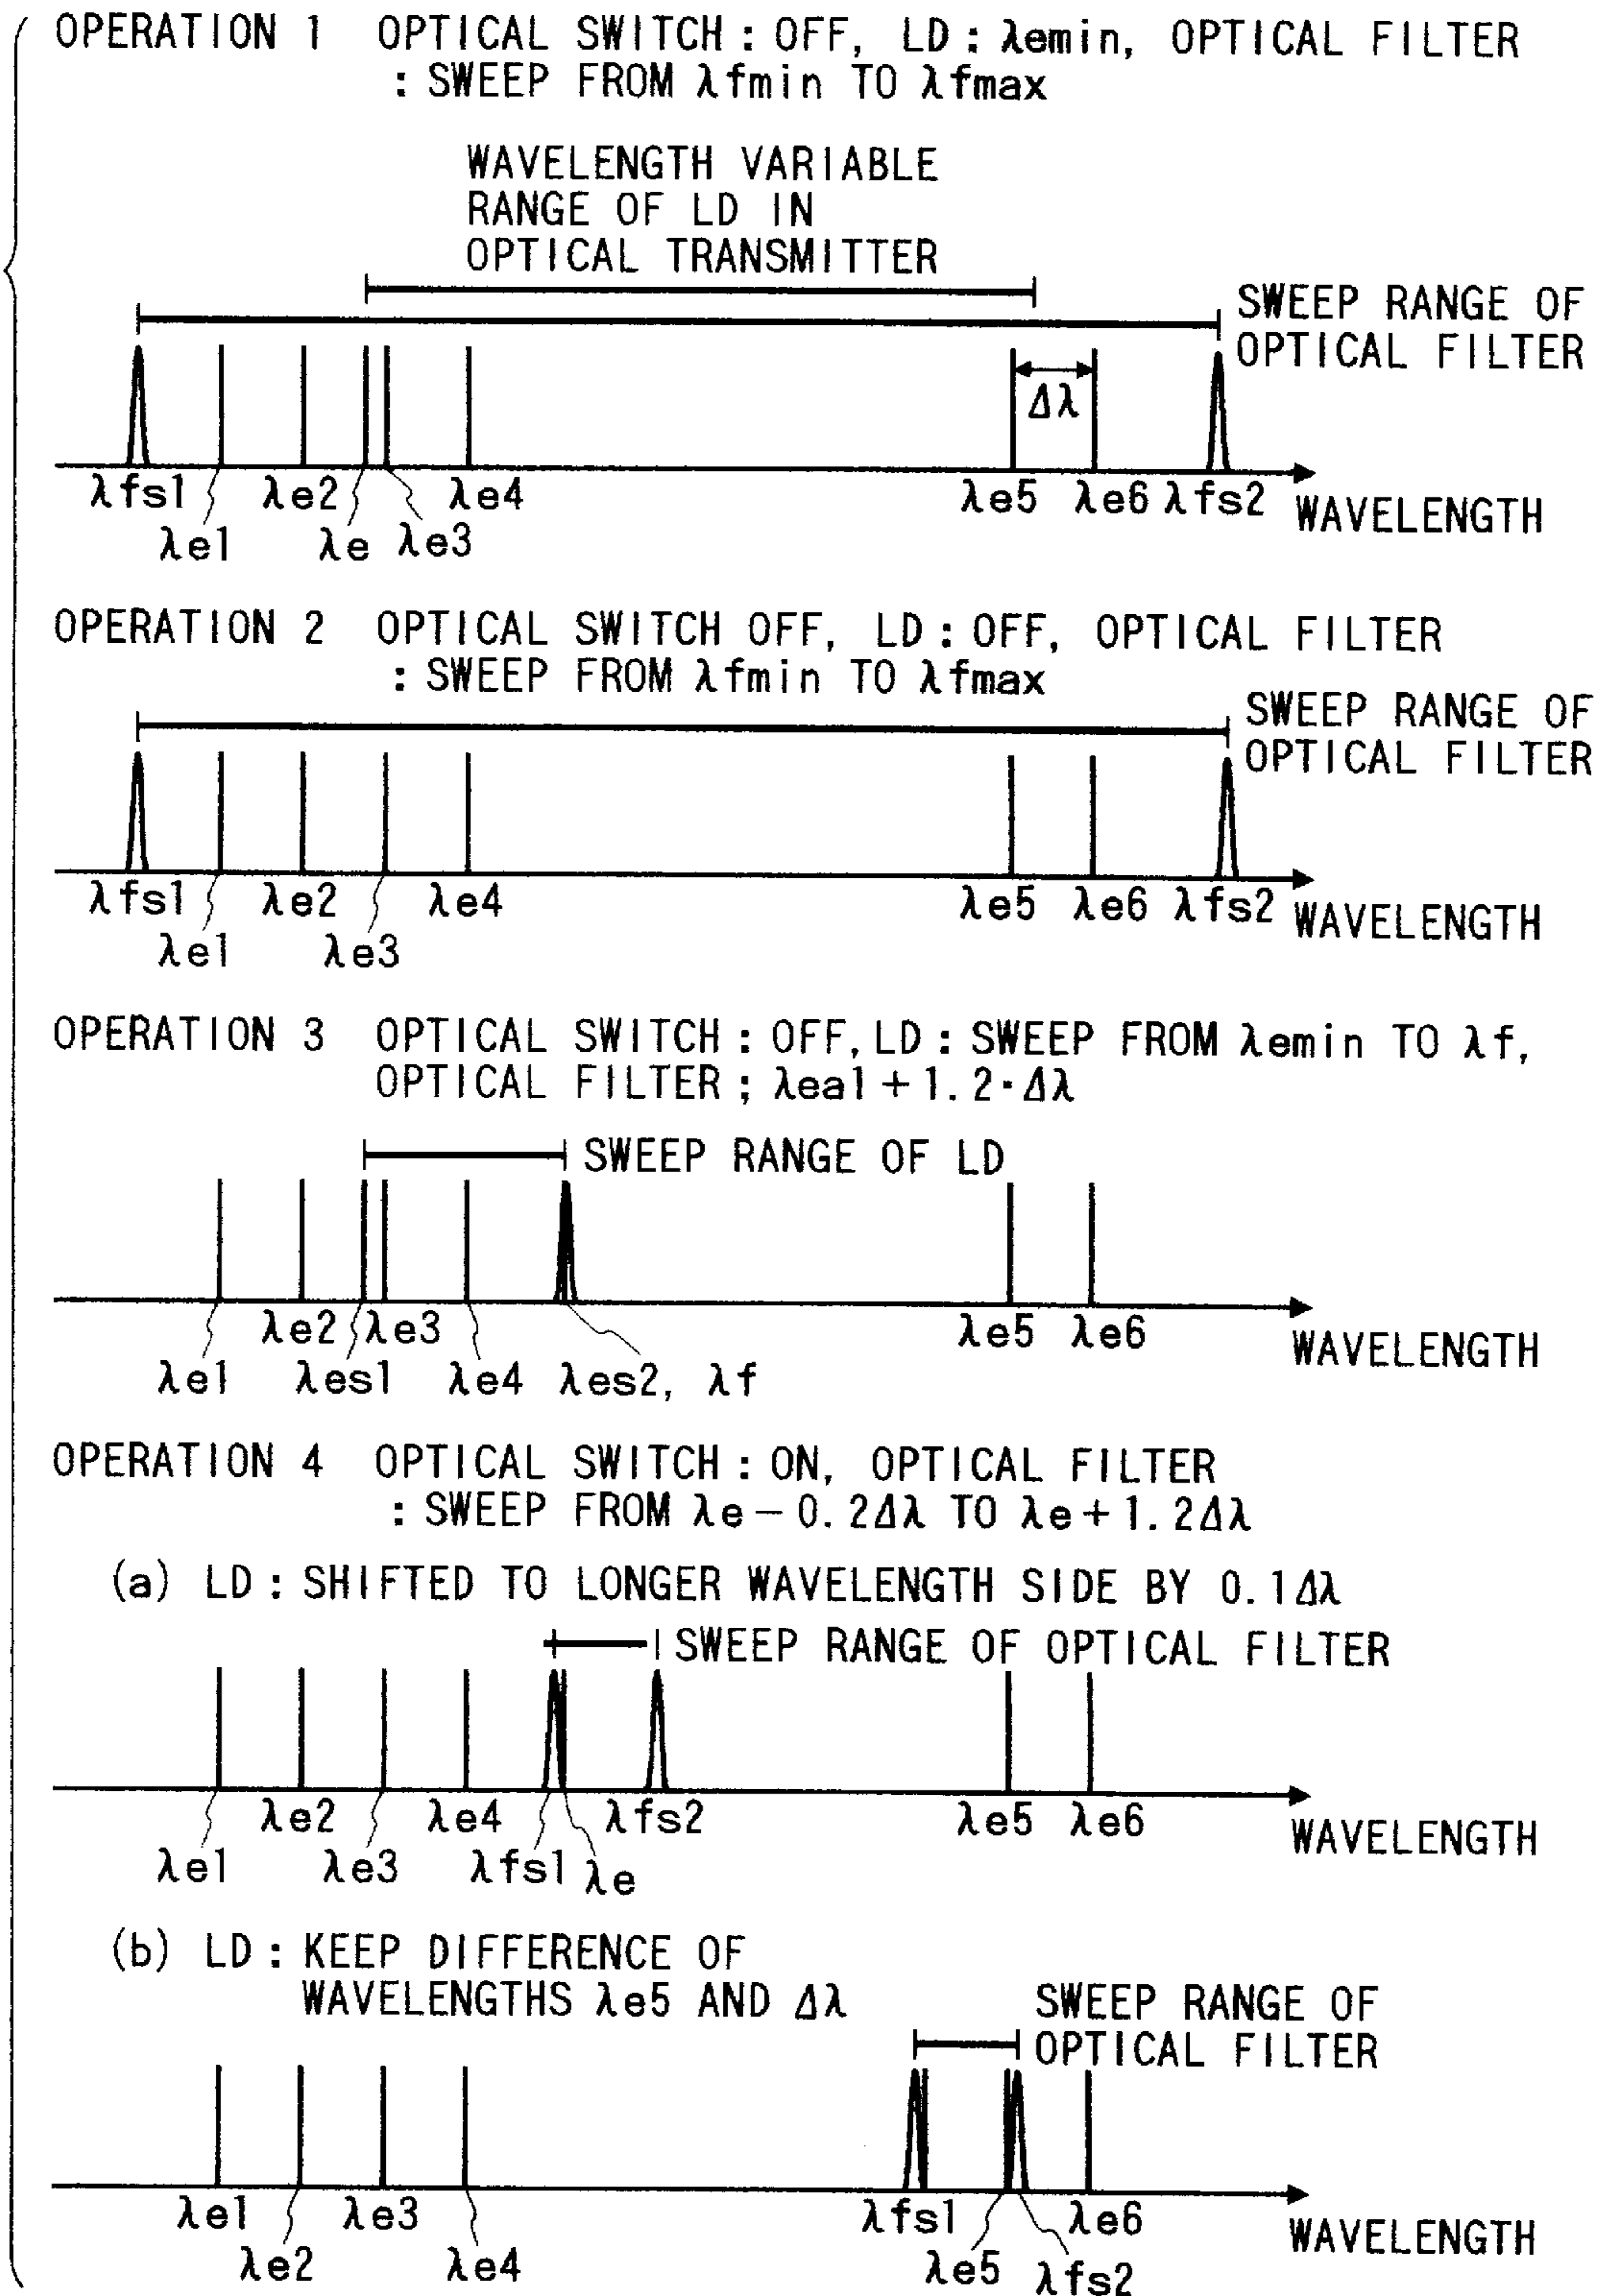 OPERATION 1 OPTICAL SWITCH : OFF, LD : λemin, OPTICAL FILTER
: SWEEP FROM λfmin TO λfmax
WAVELENGTH VARIABLE
RANGE OF LD IN
OPTICAL TRANSMITTER
SWEEP RANGE OF
OPTICAL FILTER
Δλ
λfs1 λe2 λe4 λe5 λe6 λfs2 WAVELENGTH
λe1 λe λe3
OPERATION 2 OPTICAL SWITCH OFF, LD : OFF, OPTICAL FILTER
: SWEEP FROM λfmin TO λfmax
SWEEP RANGE OF
OPTICAL FILTER
λfs1 λe2 λe4 λe5 λe6 λfs2 WAVELENGTH
λe1 λe3
OPERATION 3 OPTICAL SWITCH : OFF, LD : SWEEP FROM λemin TO λf,
OPTICAL FILTER ; λea1 + 1.2・Δλ
SWEEP RANGE OF LD
λe2 λe3 λe5 λe6 WAVELENGTH
λe1 λes1 λe4 λes2, λf
OPERATION 4 OPTICAL SWITCH : ON, OPTICAL FILTER
: SWEEP FROM λe − 0.2Δλ TO λe + 1.2Δλ
(a) LD : SHIFTED TO LONGER WAVELENGTH SIDE BY 0.1Δλ
SWEEP RANGE OF OPTICAL FILTER
λe2 λe4 λfs2 λe5 λe6 WAVELENGTH
λe1 λe3 λfs1 λe
(b) LD : KEEP DIFFERENCE OF
WAVELENGTHS λe5 AND Δλ
SWEEP RANGE OF
OPTICAL FILTER
λe1 λe3 λfs1 λe6 WAVELENGTH
λe2 λe4 λe5 λfs2